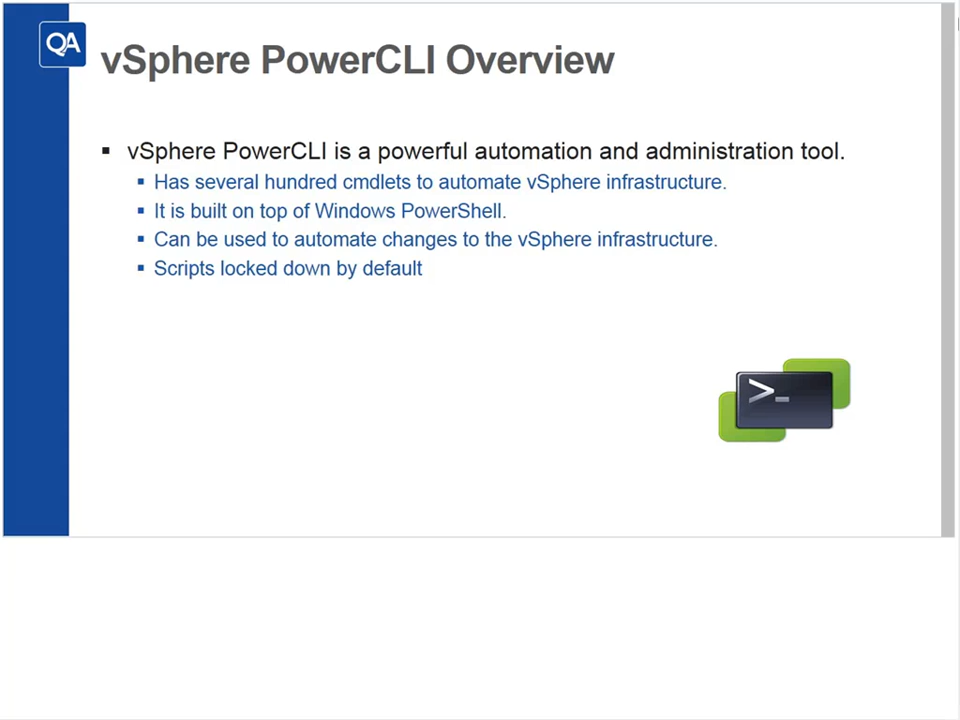 QA
vSphere PowerCLI Overview
▪ vSphere PowerCLI is a powerful automation and administration tool.
▪ Has several hundred cmdlets to automate vSphere infrastructure.
▪ It is built on top of Windows PowerShell.
▪ Can be used to automate changes to the vSphere infrastructure.
▪ Scripts locked down by default
>_